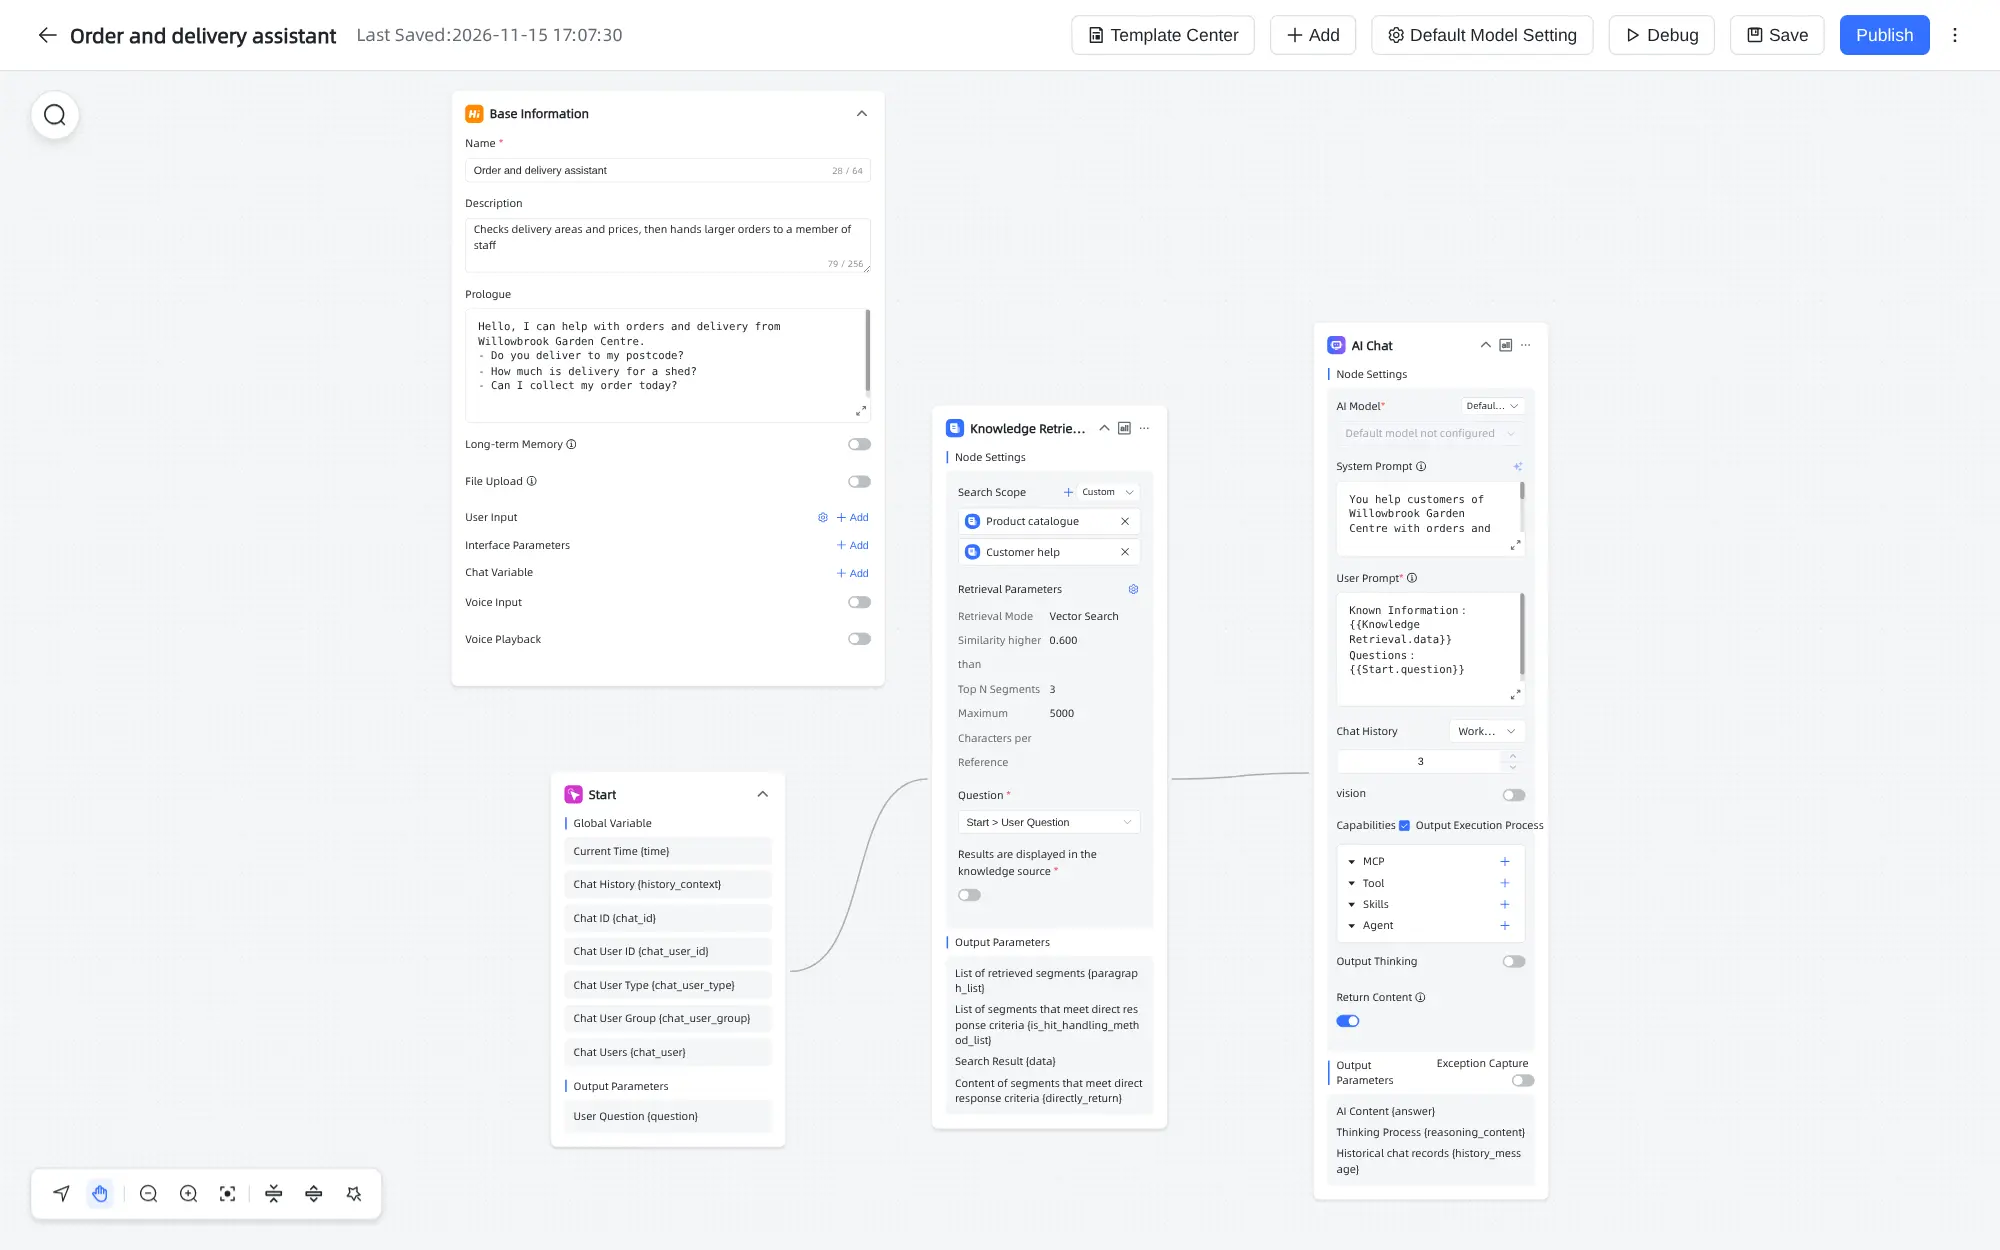 Order and delivery assistant
Last Saved:2026-11-15 17:07:30
Template Center
Add
Default Model Setting
Debug
Save
Publish
Hi Base Information
Name *
Order and delivery assistant
28 / 64
Description
Checks delivery areas and prices, then hands larger orders to a member of
staff
79 / 256
Prologue
Hello, I can help with orders and delivery from
Willowbrook Garden Centre.
- Do you deliver to my postcode?
- How much is delivery for a shed?
- Can I collect my order today?
Long-term Memory
File Upload
User Input
+ Add
Interface Parameters
+ Add
Chat Variable
+ Add
Voice Input
Voice Playback
Start
Global Variable
Current Time {time}
Chat History {history_context}
Chat ID {chat_id}
Chat User ID {chat_user_id}
Chat User Type {chat_user_type}
Chat User Group {chat_user_group}
Chat Users {chat_user}
Output Parameters
User Question {question}
Knowledge Retrie...
Node Settings
Search Scope
+ Custom
Product catalogue
Customer help
Retrieval Parameters
Retrieval Mode Vector Search
Similarity higher 0.600
than
Top N Segments 3
Maximum 5000
Characters per
Reference
Question *
Start > User Question
Results are displayed in the
knowledge source *
Output Parameters
List of retrieved segments {paragrap
h_list}
List of segments that meet direct res
ponse criteria {is_hit_handling_meth
od_list}
Search Result {data}
Content of segments that meet direct
response criteria {directly_return}
AI Chat
Node Settings
AI Model*
Defaul...
Default model not configured
System Prompt
You help customers of
Willowbrook Garden
Centre with orders and
User Prompt*
Known Information:
{{Knowledge
Retrieval.data}}
Questions:
{{Start.question}}
Chat History
Work...
3
vision
Capabilities Output Execution Process
MCP
Tool
Skills
Agent
Output Thinking
Return Content
Output
Parameters
Exception Capture
AI Content {answer}
Thinking Process {reasoning_content}
Historical chat records {history_mess
age}